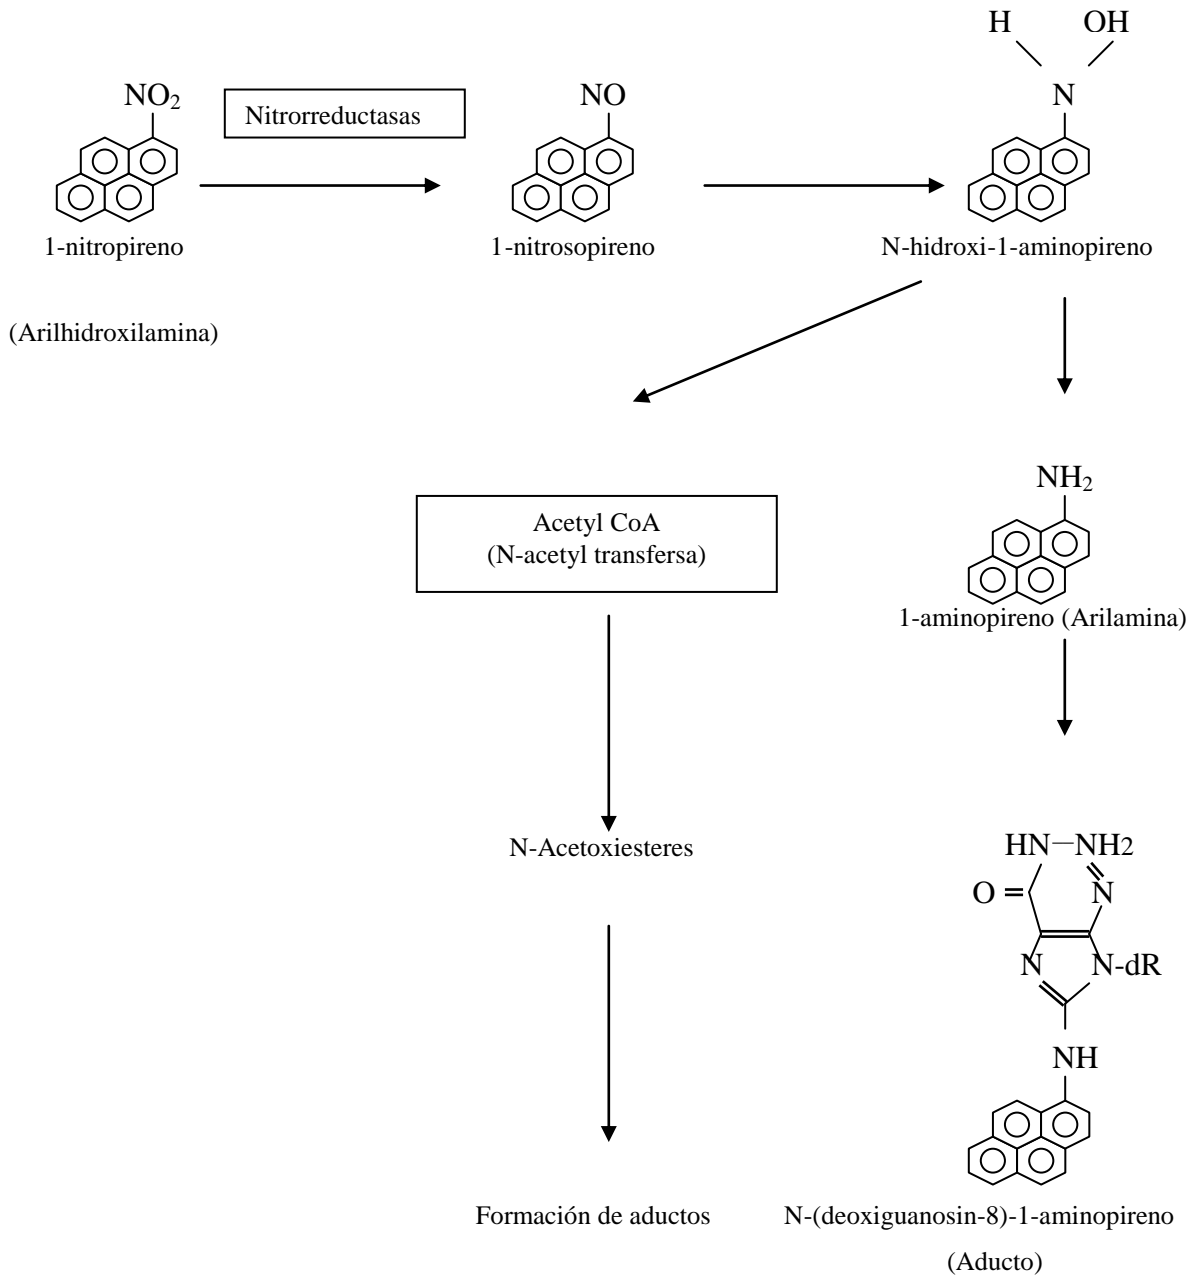 H OH
NO₂ NO N
Nitrorreductasas
1-nitropireno 1-nitrosopireno N-hidroxi-1-aminopireno
(Arilhidroxilamina)
NH₂
Acetyl CoA
(N-acetyl transfersa)
1-aminopireno (Arilamina)
N-Acetoxiesteres
HN—NH2
O = N
N N-dR
NH
Formación de aductos N-(deoxiguanosin-8)-1-aminopireno
(Aducto)